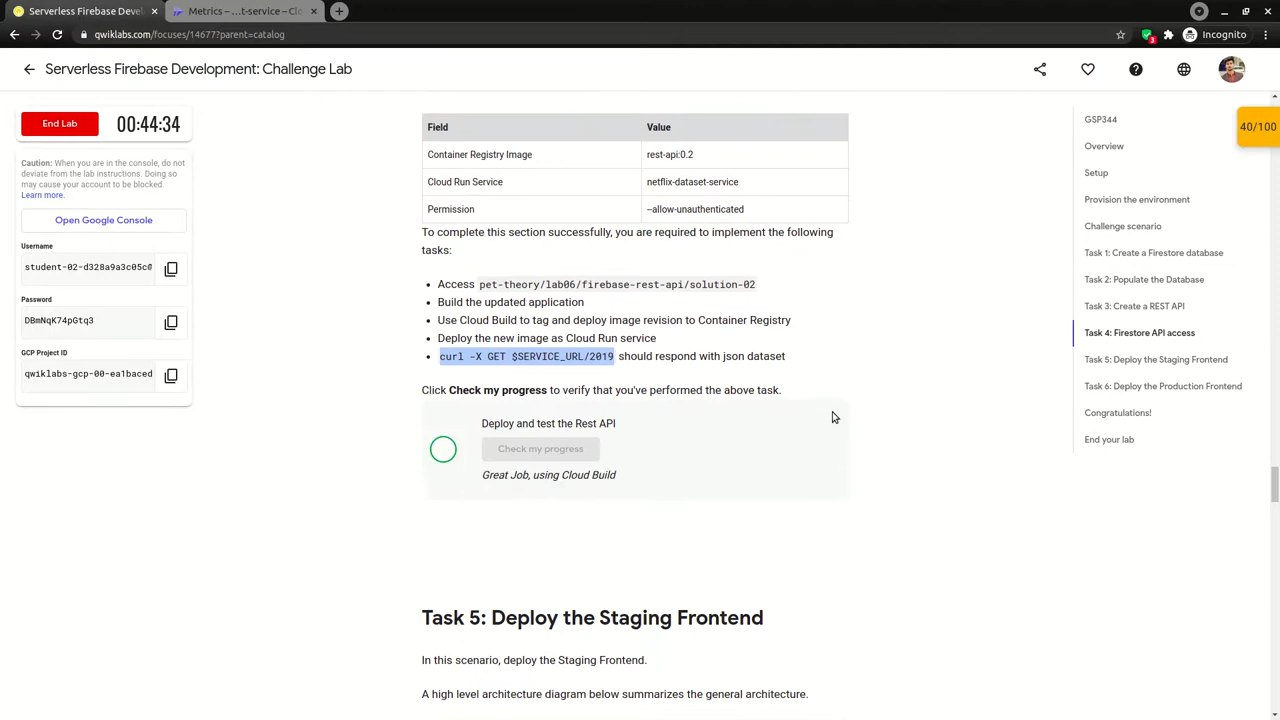 Serverless Firebase Devel
Metrics – ...t-service – Clo
qwiklabs.com/focuses/14677?parent=catalog
3
Incognito
Serverless Firebase Development: Challenge Lab
End Lab
00:44:34
Caution: When you are in the console, do not
deviate from the lab instructions. Doing so
may cause your account to be blocked.
Learn more.
Open Google Console
Username
student-02-d328a9a3c05c@
Password
DBmNqK74pGtq3
GCP Project ID
qwiklabs-gcp-00-ea1baced
Field Value
Container Registry Image rest-api:0.2
Cloud Run Service netflix-dataset-service
Permission --allow-unauthenticated
To complete this section successfully, you are required to implement the following
tasks:
• Access pet-theory/lab06/firebase-rest-api/solution-02
• Build the updated application
• Use Cloud Build to tag and deploy image revision to Container Registry
• Deploy the new image as Cloud Run service
• curl -X GET $SERVICE_URL/2019 should respond with json dataset
Click Check my progress to verify that you've performed the above task.
Deploy and test the Rest API
Check my progress
Great Job, using Cloud Build
Task 5: Deploy the Staging Frontend
In this scenario, deploy the Staging Frontend.
A high level architecture diagram below summarizes the general architecture.
GSP344
Overview
Setup
Provision the environment
Challenge scenario
Task 1: Create a Firestore database
Task 2: Populate the Database
Task 3: Create a REST API
Task 4: Firestore API access
Task 5: Deploy the Staging Frontend
Task 6: Deploy the Production Frontend
Congratulations!
End your lab
40/100